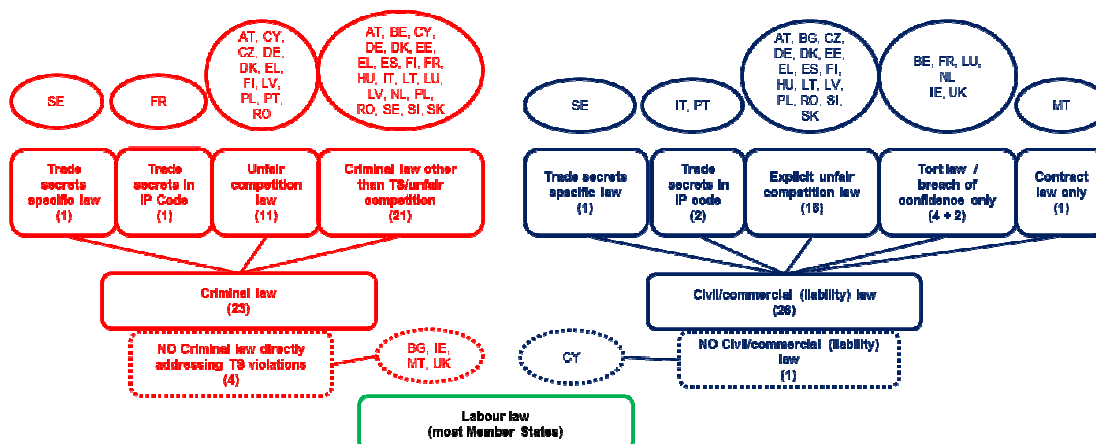 SE
FR
AT, CY,
CZ, DE,
DK, EL,
FI, LV,
PL, PT,
RO
AT, BE, CY,
DE, DK, EE,
EL, ES, FI, FR,
HU, IT, LT, LU,
LV, NL, PL,
RO, SE, SI, SK
SE
IT, PT
AT, BG, CZ,
DE, DK, EE,
EL, ES, FI,
HU, LT, LV,
PL, RO, SI,
SK
BE, FR, LU,
NL
IE, UK
MT
Trade
secrets
specific law
(1)
Trade
secrets in
IP Code
(1)
Unfair
competition
law
(11)
Criminal law other
than TS/unfair
competition
(21)
Trade secrets
specific law
(1)
Trade
secrets in
IP code
(2)
Explicit unfair
competition law
(16)
Tort law /
breach of
confidence only
(4 + 2)
Contract
law only
(1)
Criminal law
(23)
Civil/commercial (liability) law
(26)
NO Criminal law directly
addressing TS violations
(4)
BG, IE,
MT, UK
CY
NO Civil/commercial (liability)
law
(1)
Labour law
(most Member States)